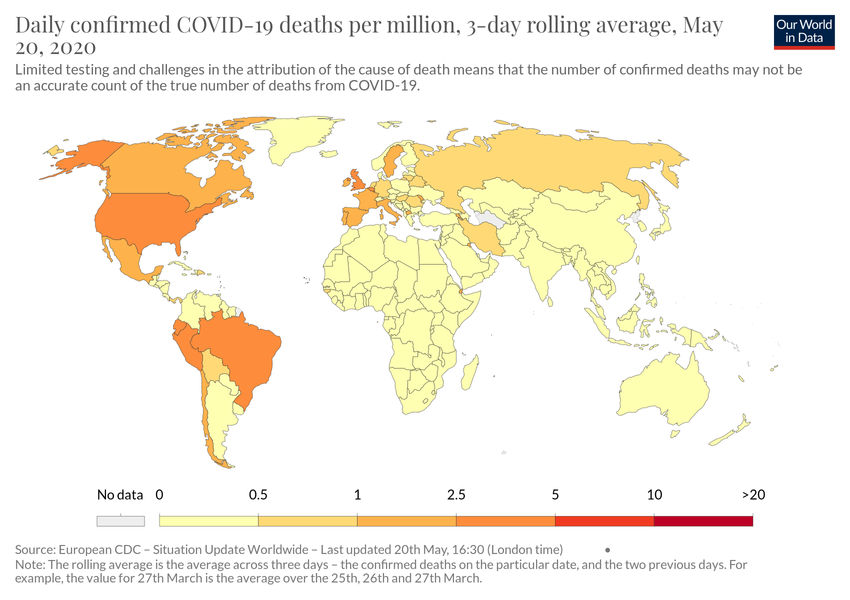 Daily confirmed COVID-19 deaths per million, 3-day rolling average, May
20, 2020
Our World
in Data
Limited testing and challenges in the attribution of the cause of death means that the number of confirmed deaths may not be
an accurate count of the true number of deaths from COVID-19.
No data 0 0.5 1 2.5 5 10 >20
Source: European CDC – Situation Update Worldwide – Last updated 20th May, 16:30 (London time) •
Note: The rolling average is the average across three days – the confirmed deaths on the particular date, and the two previous days. For
example, the value for 27th March is the average over the 25th, 26th and 27th March.